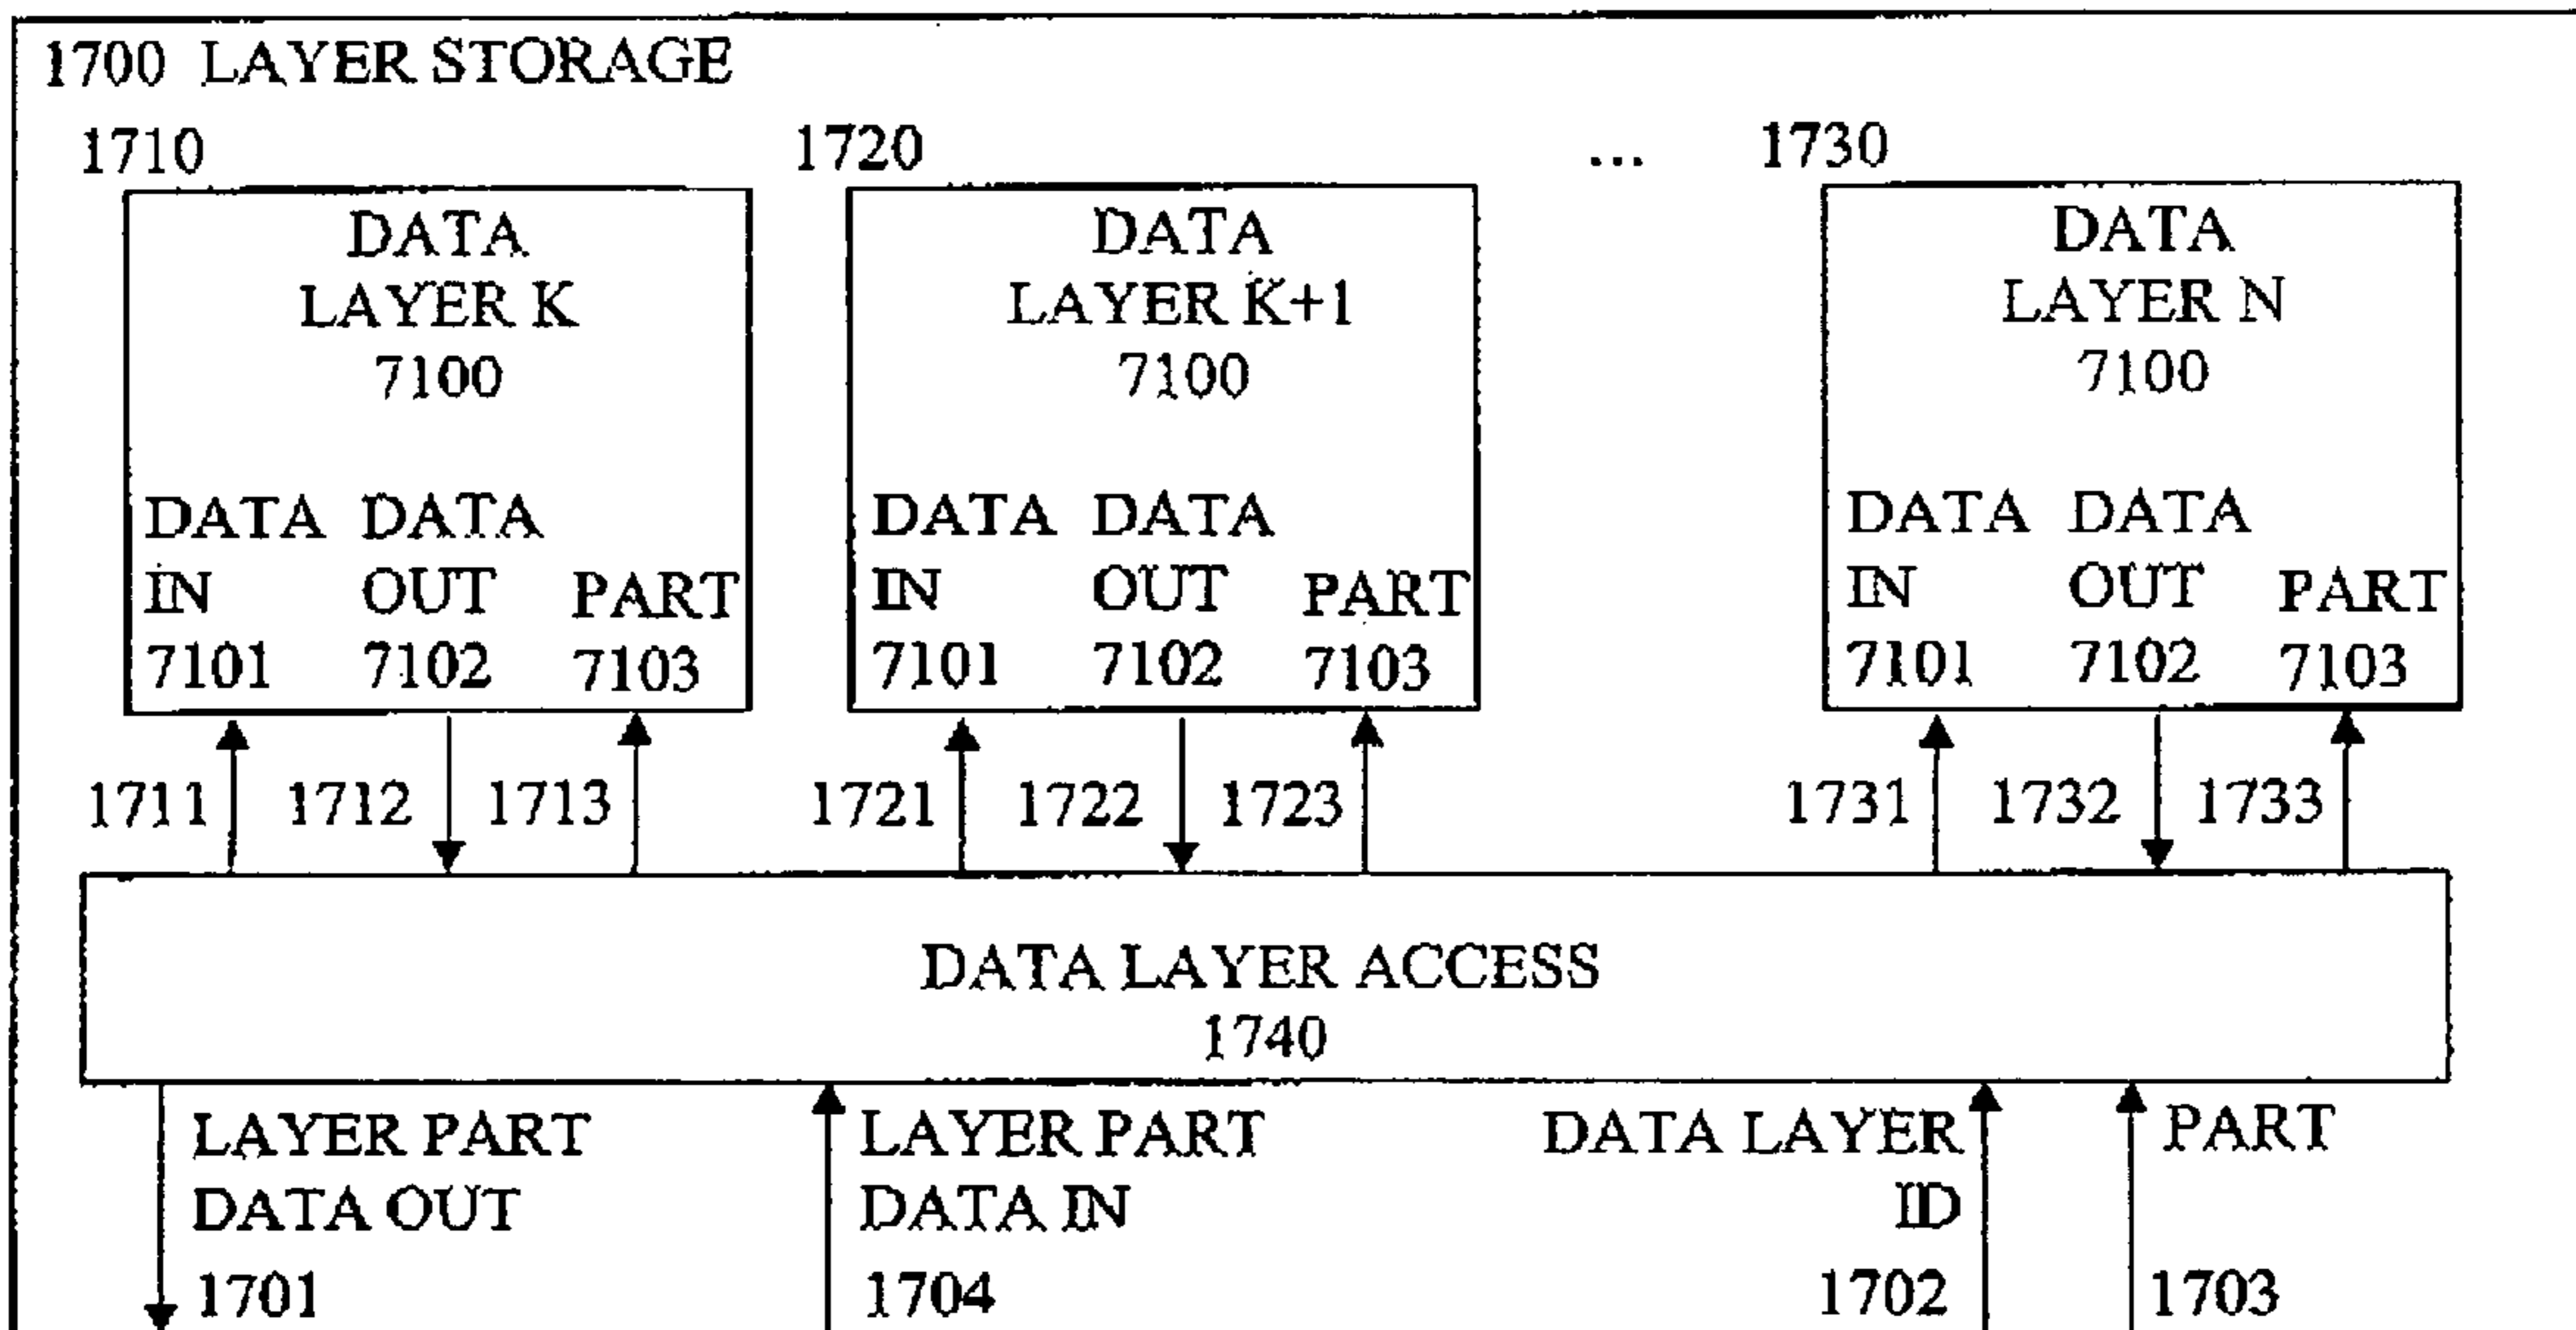 1700 LAYER STORAGE
1710 1720 ... 1730
DATA
LAYER K
7100
DATA IN 7101
DATA OUT 7102
PART 7103
DATA
LAYER K+1
7100
DATA IN 7101
DATA OUT 7102
PART 7103
DATA
LAYER N
7100
DATA IN 7101
DATA OUT 7102
PART 7103
1711 1712 1713 1721 1722 1723 1731 1732 1733
DATA LAYER ACCESS
1740
LAYER PART
DATA OUT
1701
LAYER PART
DATA IN
1704
DATA LAYER
ID
1702
PART
1703